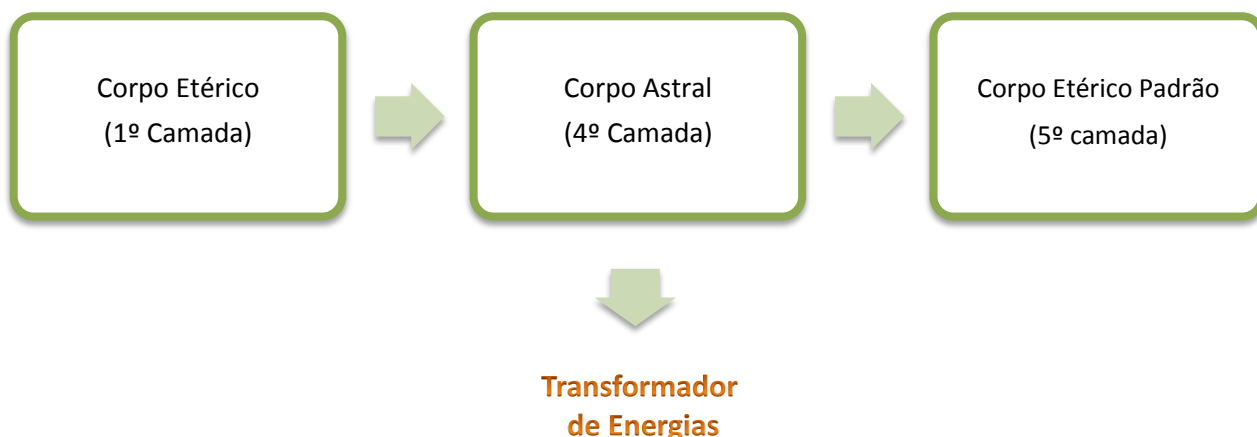 Corpo Etérico
(1º Camada)
Corpo Astral
(4º Camada)
Corpo Etérico Padrão
(5º camada)
Transformador
de Energias